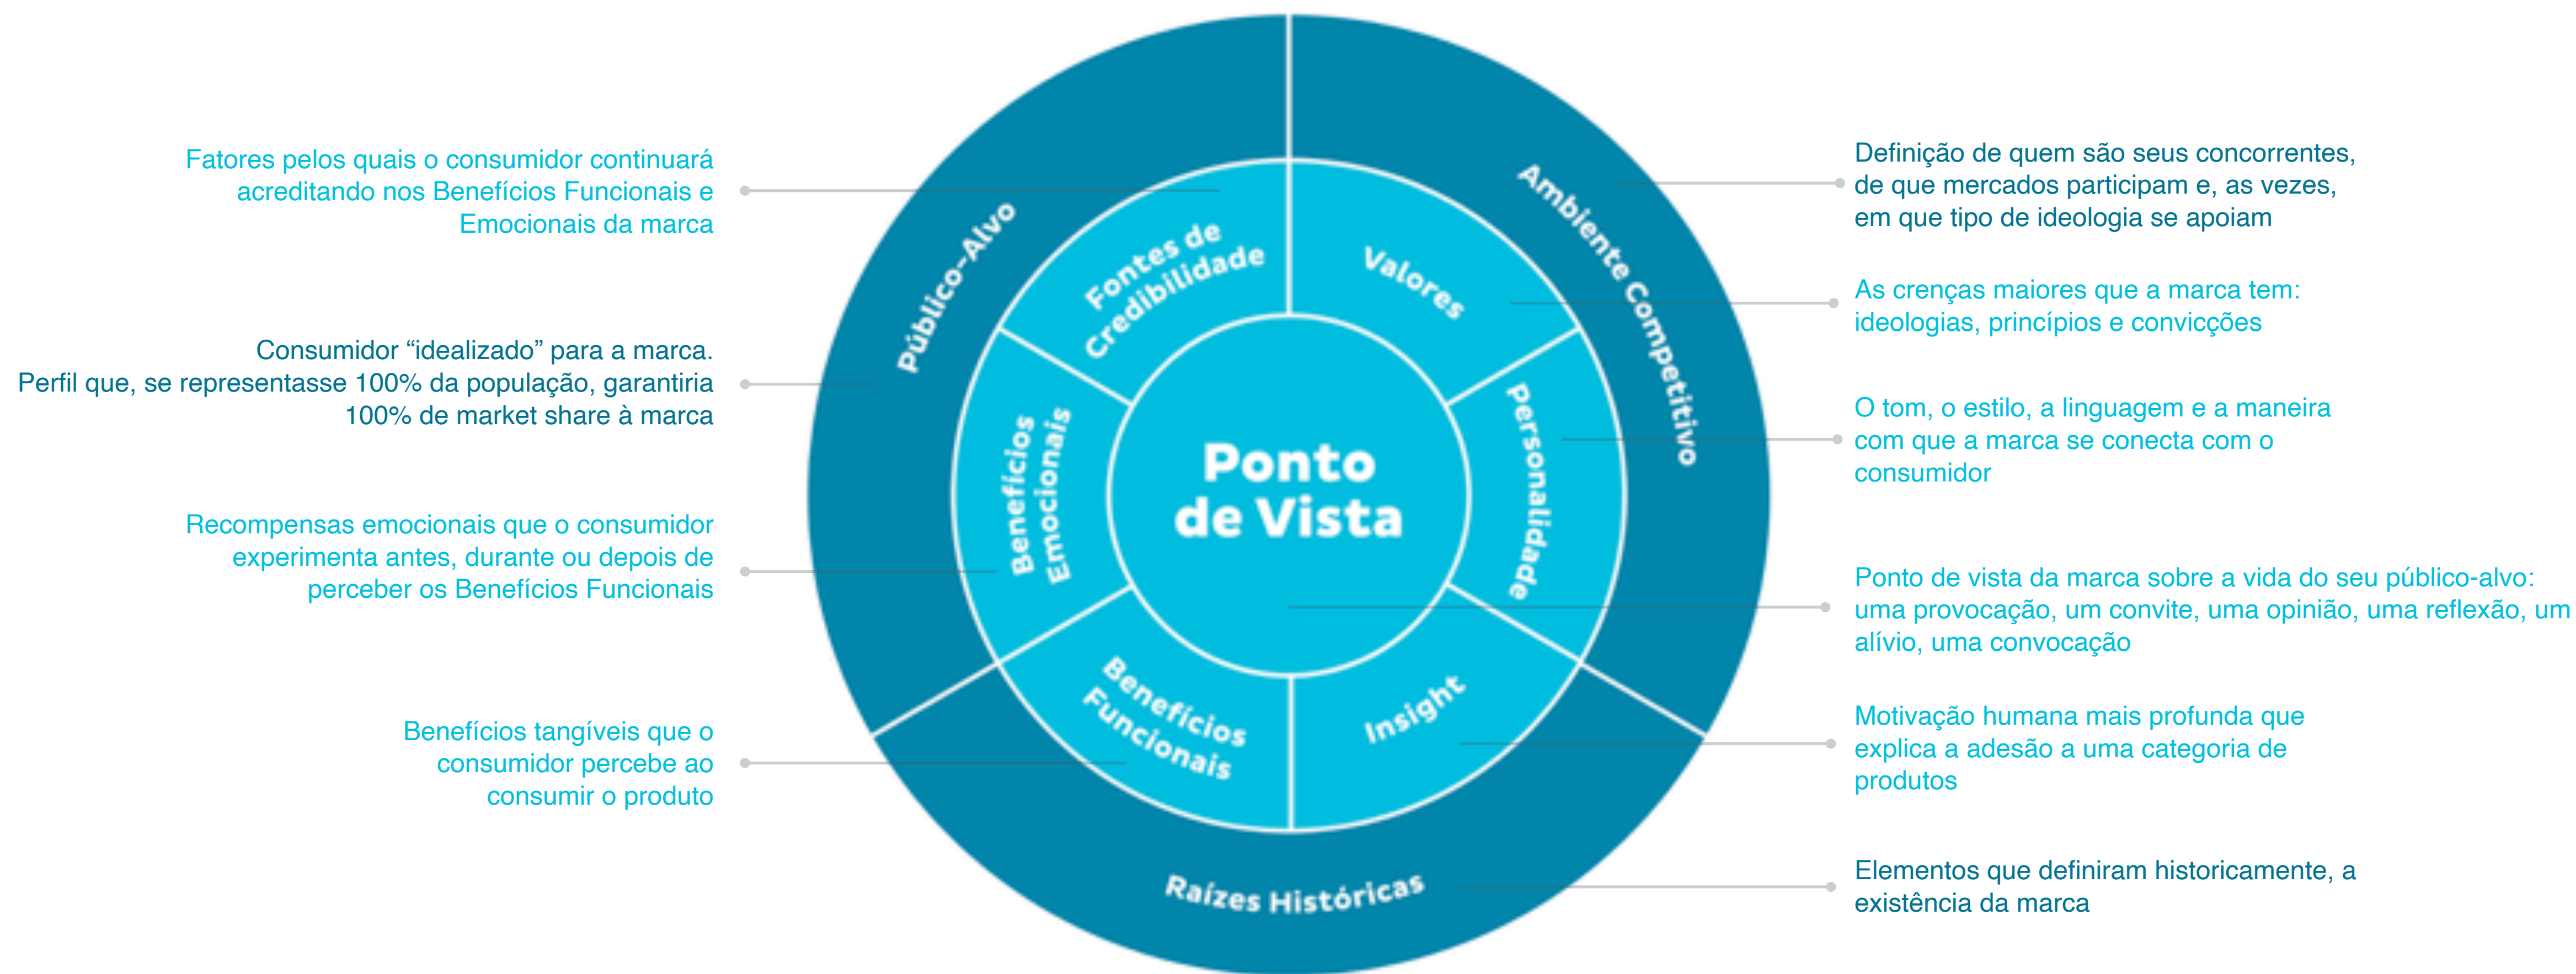 Fatores pelos quais o consumidor continuará
acreditando nos Benefícios Funcionais e
Emocionais da marca
Consumidor “idealizado” para a marca.
Perfil que, se representasse 100% da população, garantiria
100% de market share à marca
Recompensas emocionais que o consumidor
experimenta antes, durante ou depois de
perceber os Benefícios Funcionais
Benefícios tangíveis que o
consumidor percebe ao
consumir o produto
Público-Alvo
Ambiente Competitivo
Raízes Históricas
Fontes de
Credibilidade
Valores
Benefícios
Emocionais
Personalidade
Benefícios
Funcionais
Insight
Ponto
de Vista
Definição de quem são seus concorrentes,
de que mercados participam e, as vezes,
em que tipo de ideologia se apoiam
As crenças maiores que a marca tem:
ideologias, princípios e convicções
O tom, o estilo, a linguagem e a maneira
com que a marca se conecta com o
consumidor
Ponto de vista da marca sobre a vida do seu público-alvo:
uma provocação, um convite, uma opinião, uma reflexão, um
alívio, uma convocação
Motivação humana mais profunda que
explica a adesão a uma categoria de
produtos
Elementos que definiram historicamente, a
existência da marca